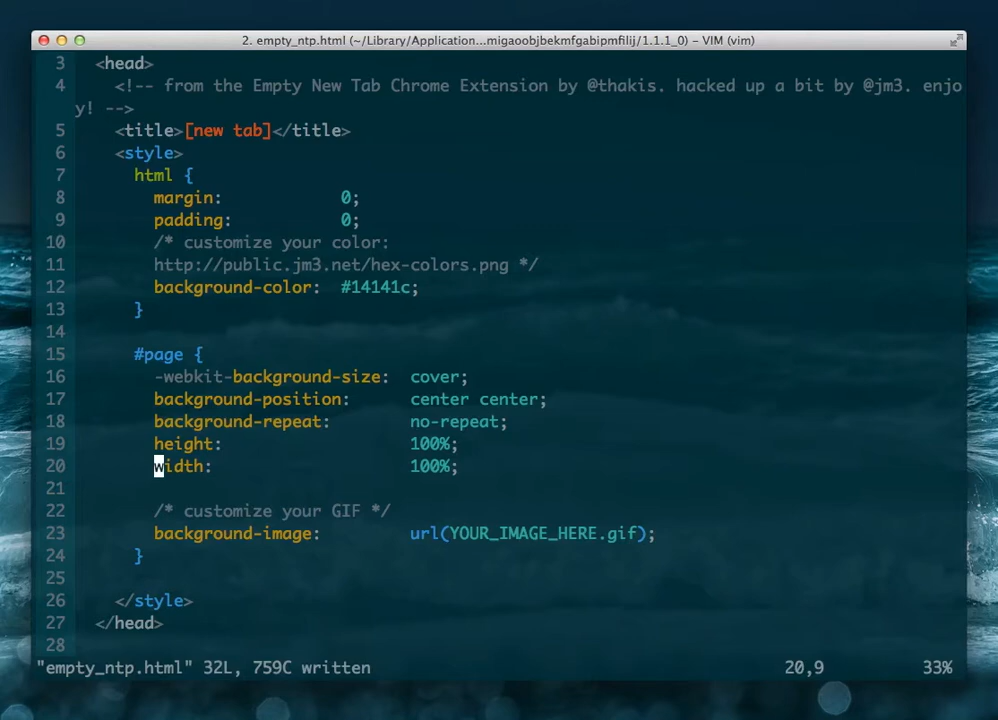 2. empty_ntp.html (~/Library/Application...migaoobjbekmfgabipmfilij/1.1.1_0) – VIM (vim)
3 <head>
4 <!-- from the Empty New Tab Chrome Extension by @thakis. hacked up a bit by @jm3. enjo
y! -->
5 <title>[new tab]</title>
6 <style>
7 html {
8 margin: 0;
9 padding: 0;
10 /* customize your color:
11 http://public.jm3.net/hex-colors.png */
12 background-color: #14141c;
13 }
14
15 #page {
16 -webkit-background-size: cover;
17 background-position: center center;
18 background-repeat: no-repeat;
19 height: 100%;
20 width: 100%;
21
22 /* customize your GIF */
23 background-image: url(YOUR_IMAGE_HERE.gif);
24 }
25
26 </style>
27 </head>
28
"empty_ntp.html" 32L, 759C written 20,9 33%